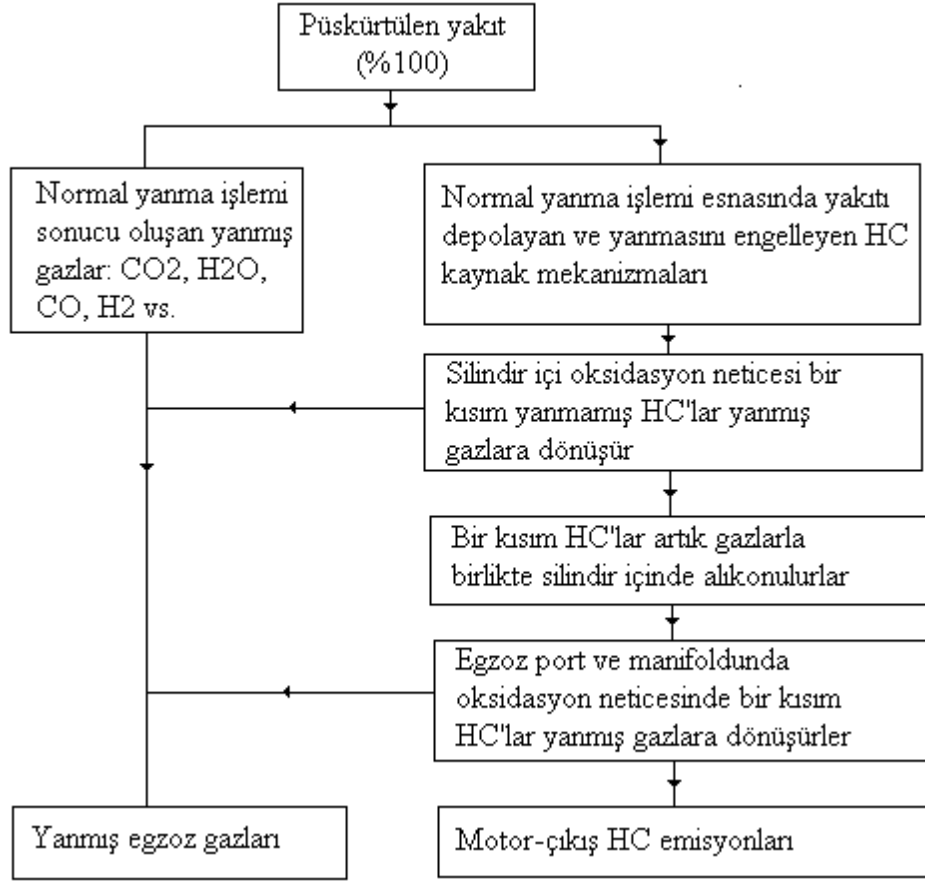 Püskürtülen yakıt
(%100)
Normal yanma işlemi
sonucu oluşan yanmış
gazlar: CO2, H2O,
CO, H2 vs.
Normal yanma işlemi esnasında yakıtı
depolayan ve yanmasını engelleyen HC
kaynak mekanizmaları
Silindir içi oksidasyon neticesi bir
kısım yanmamış HC'lar yanmış
gazlara dönüşür
Bir kısım HC'lar artık gazlarla
birlikte silindir içinde alıkonulurlar
Egzoz port ve manifoldunda
oksidasyon neticesinde bir kısım
HC'lar yanmış gazlara dönüşürler
Yanmış egzoz gazları
Motor-çıkış HC emisyonları